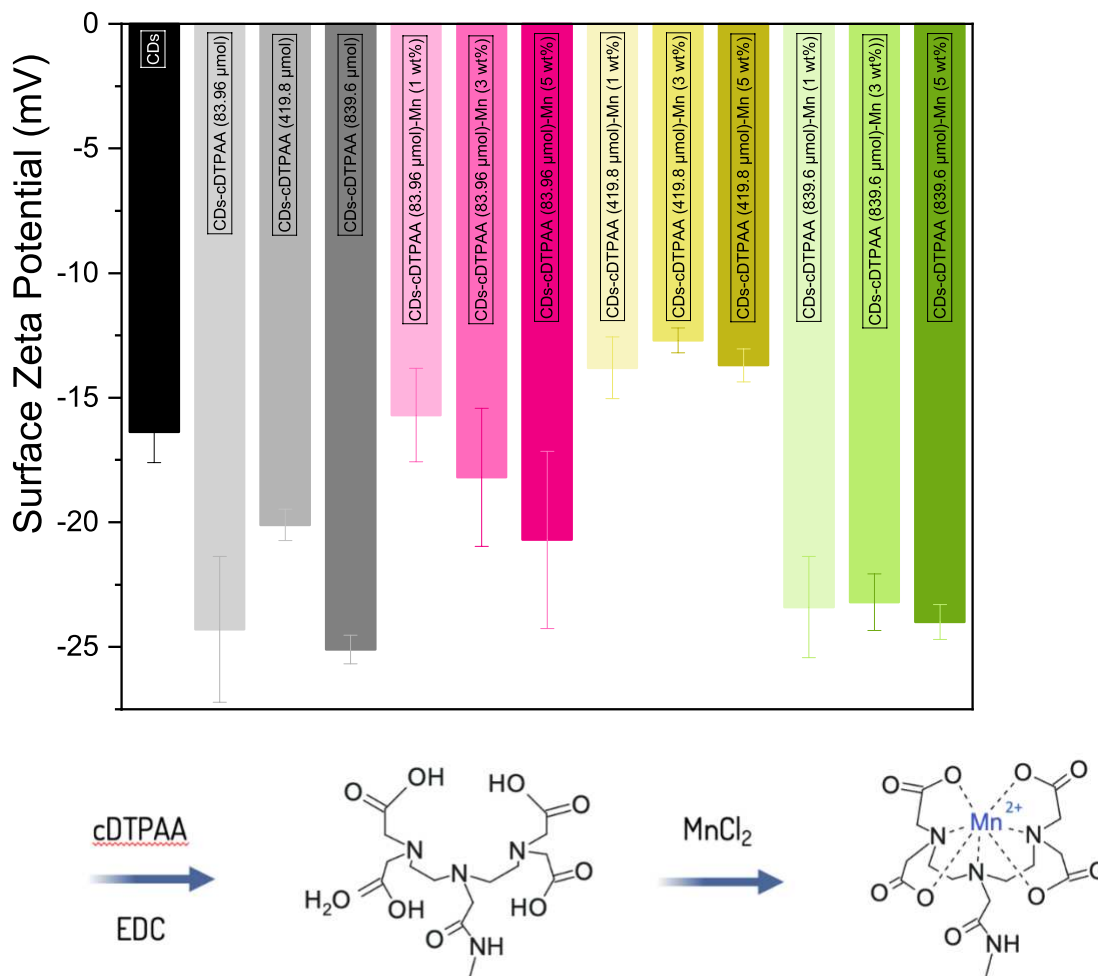 Surface Zeta Potential (mV)
0
-5
-10
-15
-20
-25
CDs
CDs-cDTPAA (83.96 µmol)
CDs-cDTPAA (419.8 µmol)
CDs-cDTPAA (839.6 µmol)
CDs-cDTPAA (83.96 µmol)-Mn (1 wt%)
CDs-cDTPAA (83.96 µmol)-Mn (3 wt%)
CDs-cDTPAA (83.96 µmol)-Mn (5 wt%)
CDs-cDTPAA (419.8 µmol)-Mn (1 wt%)
CDs-cDTPAA (419.8 µmol)-Mn (3 wt%)
CDs-cDTPAA (419.8 µmol)-Mn (5 wt%)
CDs-cDTPAA (839.6 µmol)-Mn (1 wt%)
CDs-cDTPAA (839.6 µmol)-Mn (3 wt%))
CDs-cDTPAA (839.6 µmol)-Mn (5 wt%)
cDTPAA
EDC
O
OH
HO
O
N
N
N
H₂O
OH
O
HO
O
NH
MnCl₂
O
O
O
O
Mn 2+
N
N
N
O
O
O
O
O
NH